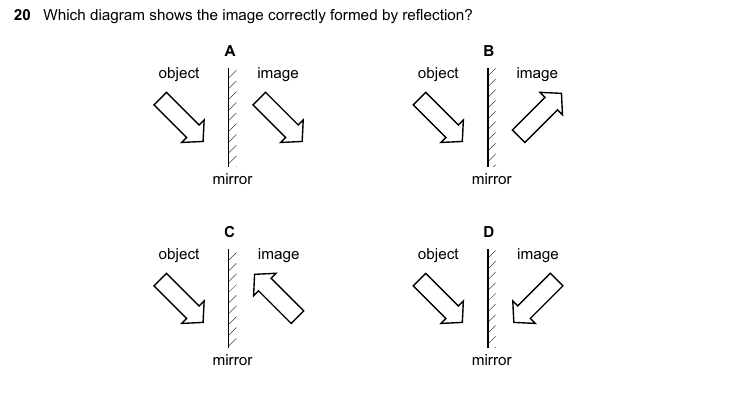 20 Which diagram shows the image correctly formed by reflection?
A
object image
mirror
B
object image
mirror
C
object image
mirror
D
object image
mirror